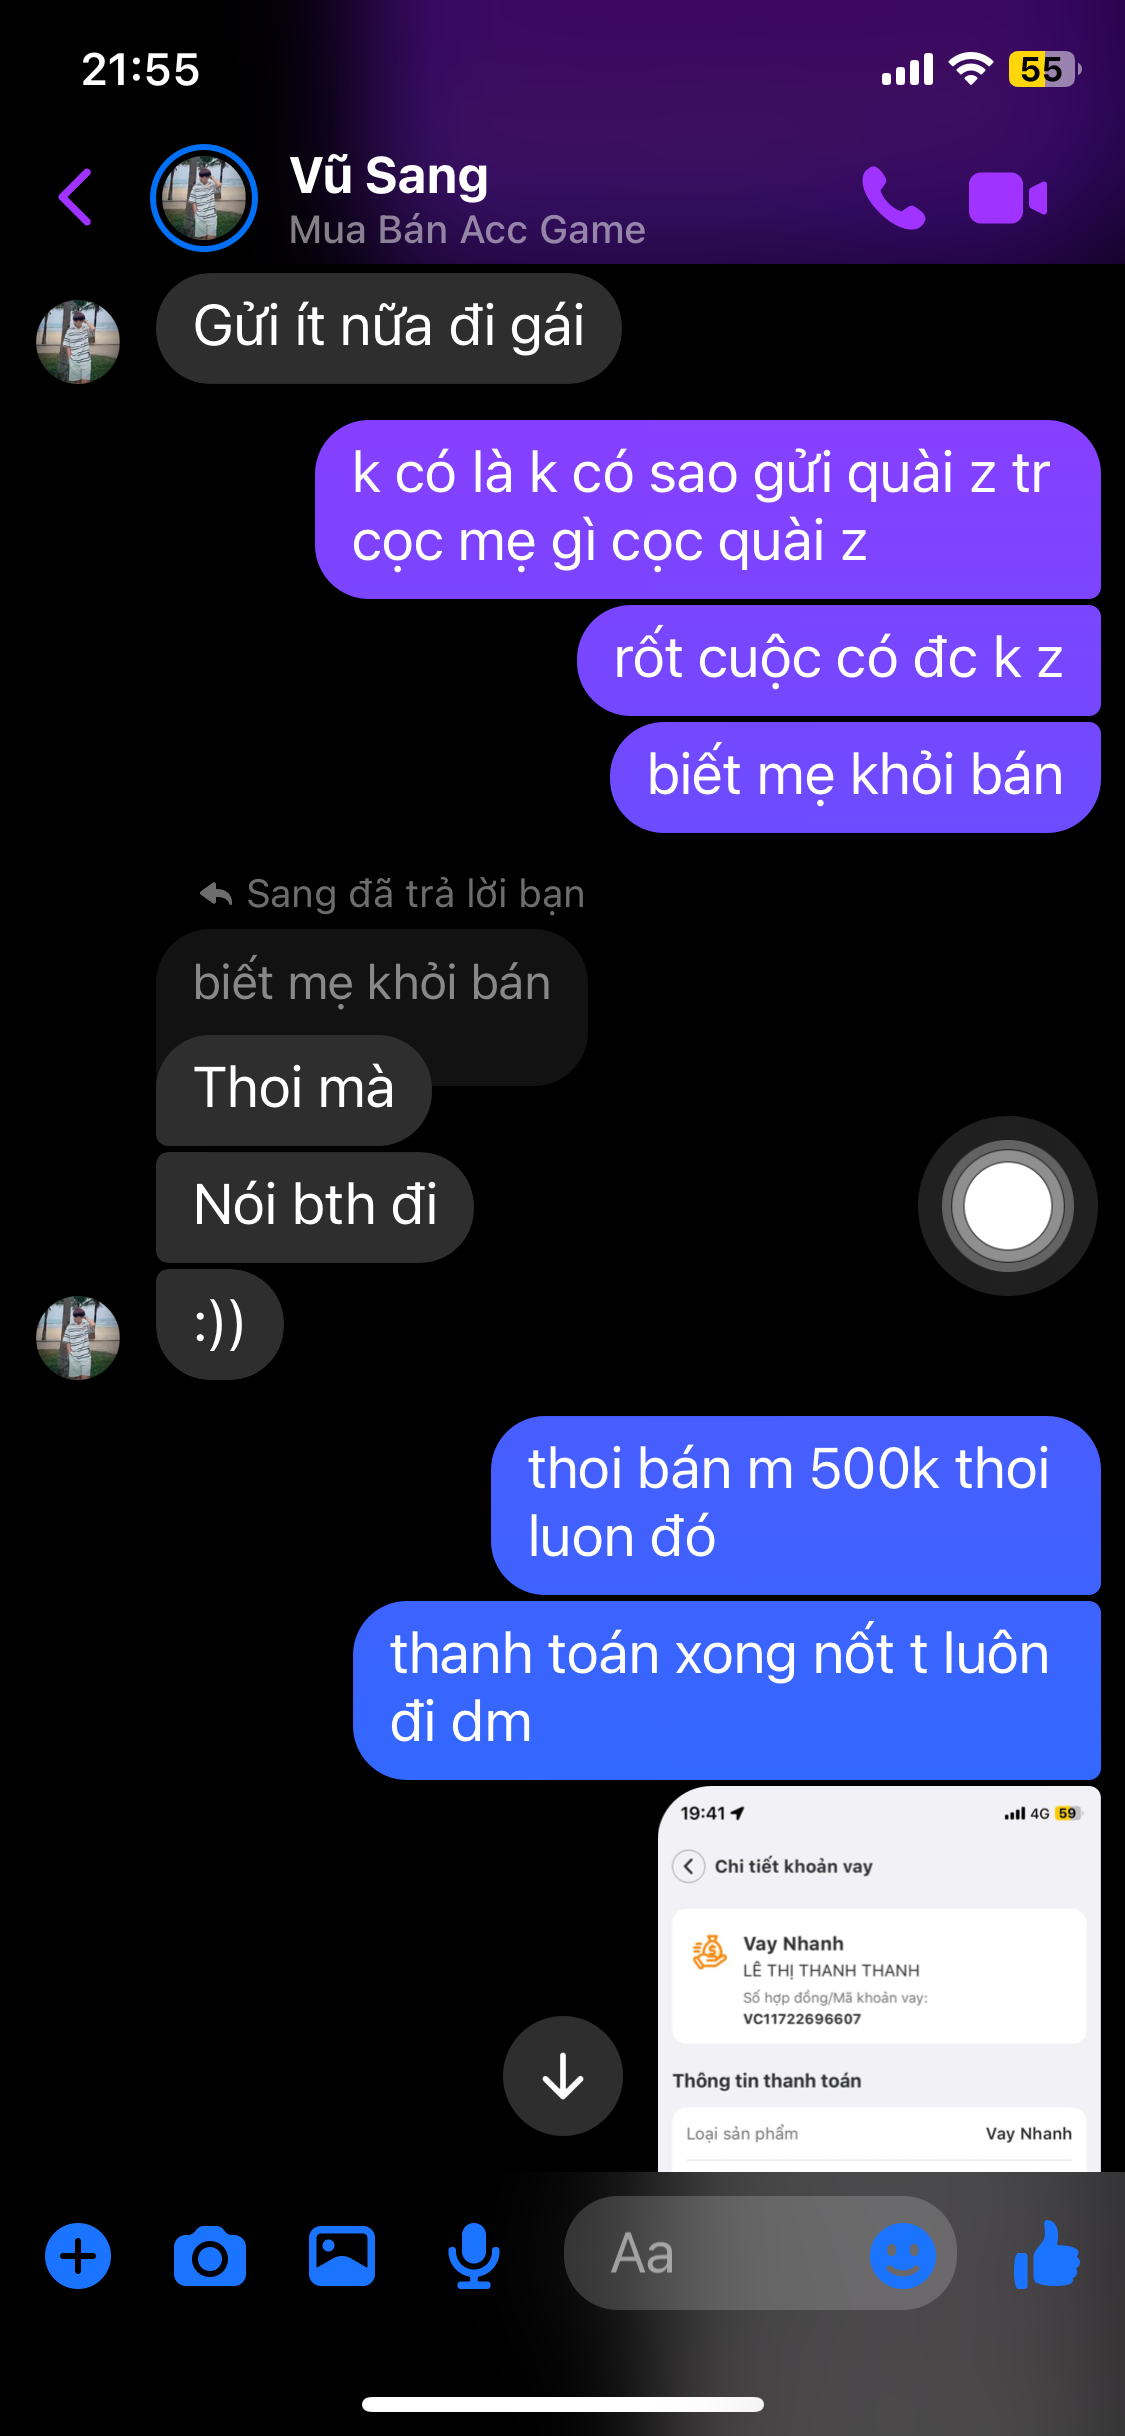 21:55
55
Vũ Sang
Mua Bán Acc Game
Gửi ít nữa đi gái
k có là k có sao gửi quài z tr
cọc mẹ gì cọc quài z
rốt cuộc có đc k z
biết mẹ khỏi bán
Sang đã trả lời bạn
biết mẹ khỏi bán
Thoi mà
Nói bth đi
:))
thoi bán m 500k thoi
luon đó
thanh toán xong nốt t luôn
đi dm
19:41
4G 59
Chi tiết khoản vay
Vay Nhanh
LÊ THỊ THANH THANH
Số hợp đồng/Mã khoản vay:
VC11722696607
Thông tin thanh toán
Loại sản phẩm Vay Nhanh
Aa